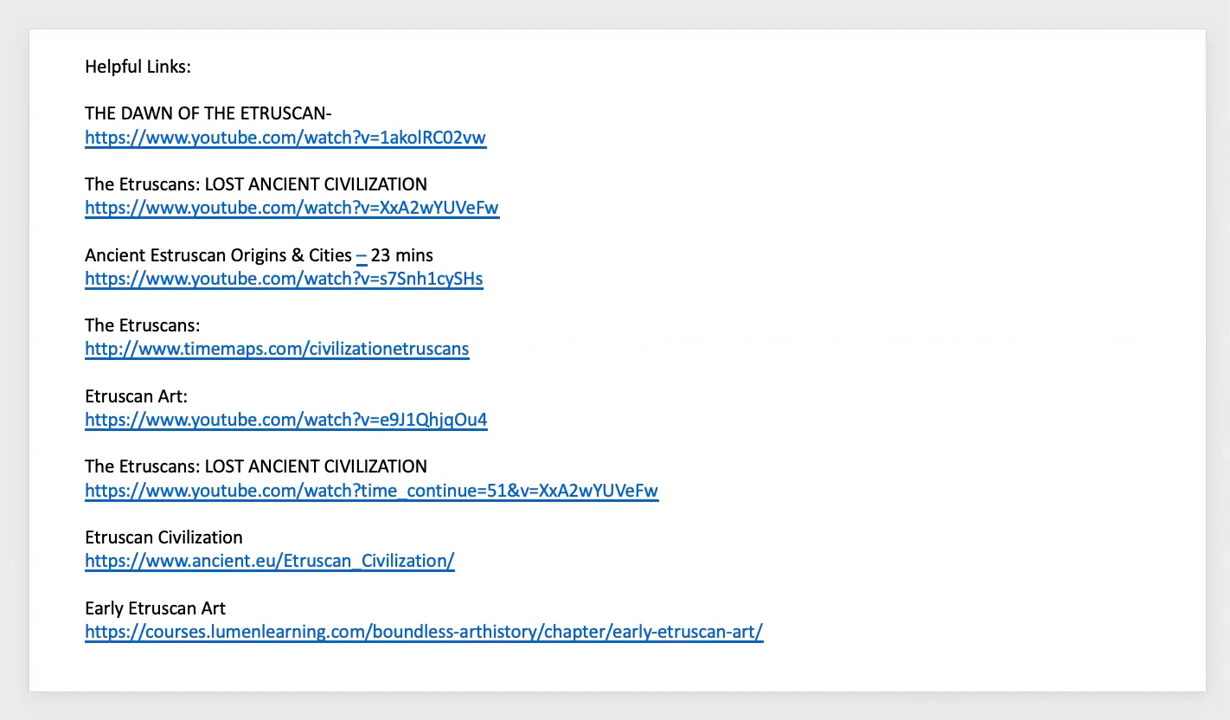 Helpful Links:
THE DAWN OF THE ETRUSCAN-
https://www.youtube.com/watch?v=1akolRC02vw
The Etruscans: LOST ANCIENT CIVILIZATION
https://www.youtube.com/watch?v=XxA2wYUVeFw
Ancient Estruscan Origins & Cities – 23 mins
https://www.youtube.com/watch?v=s7Snh1cySHs
The Etruscans:
http://www.timemaps.com/civilizationetruscans
Etruscan Art:
https://www.youtube.com/watch?v=e9J1QhjqOu4
The Etruscans: LOST ANCIENT CIVILIZATION
https://www.youtube.com/watch?time_continue=51&v=XxA2wYUVeFw
Etruscan Civilization
https://www.ancient.eu/Etruscan_Civilization/
Early Etruscan Art
https://courses.lumenlearning.com/boundless-arthistory/chapter/early-etruscan-art/